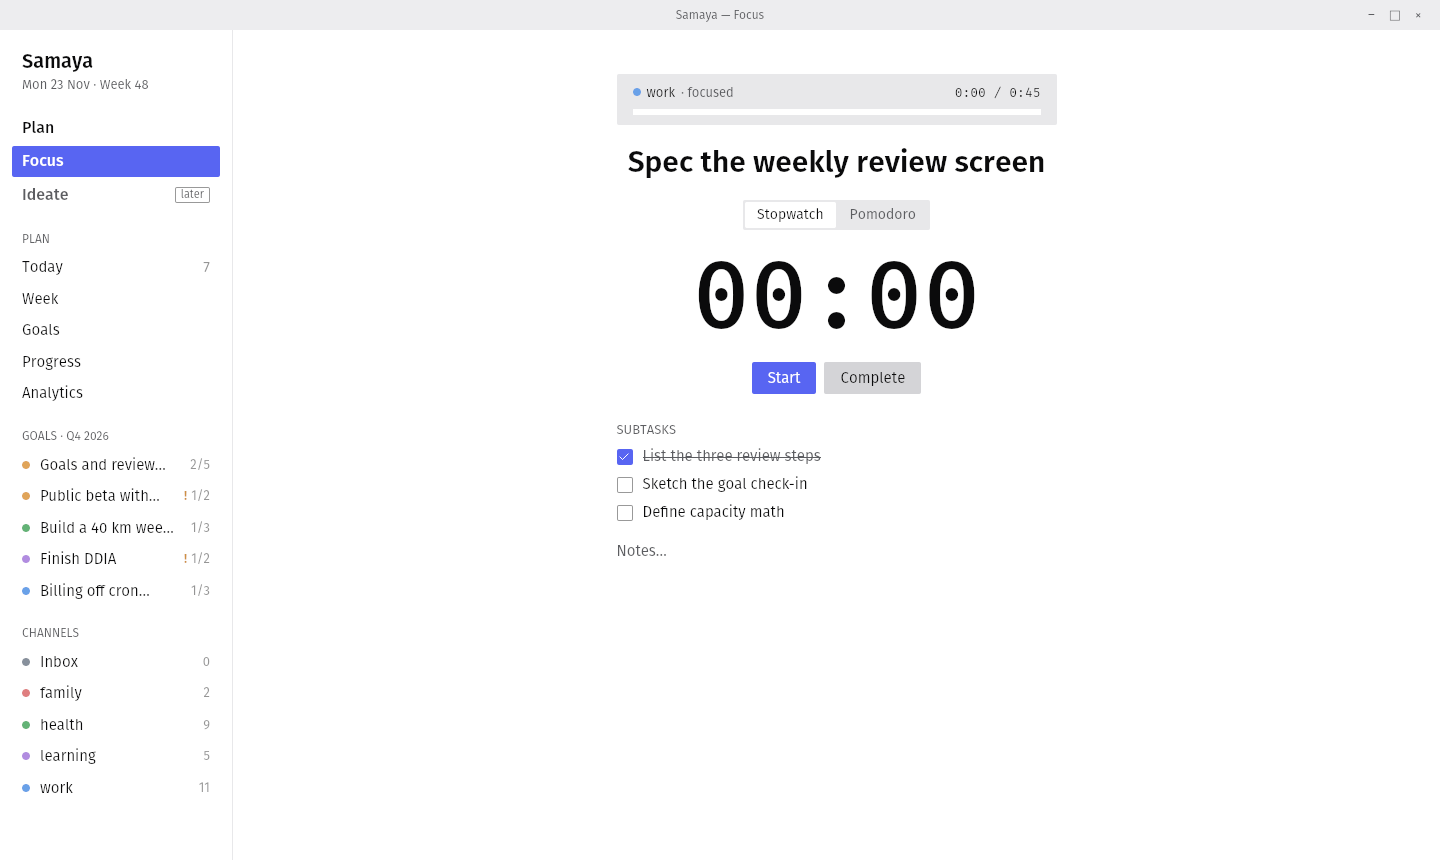 Samaya — Focus
Samaya
Mon 23 Nov · Week 48
Plan
Focus
Ideate later
PLAN
Today 7
Week
Goals
Progress
Analytics
GOALS · Q4 2026
Goals and review... 2/5
Public beta with... ! 1/2
Build a 40 km wee... 1/3
Finish DDIA ! 1/2
Billing off cron... 1/3
CHANNELS
Inbox 0
family 2
health 9
learning 5
work 11
work · focused 0:00 / 0:45
Spec the weekly review screen
Stopwatch Pomodoro
00:00
Start Complete
SUBTASKS
List the three review steps
Sketch the goal check-in
Define capacity math
Notes...